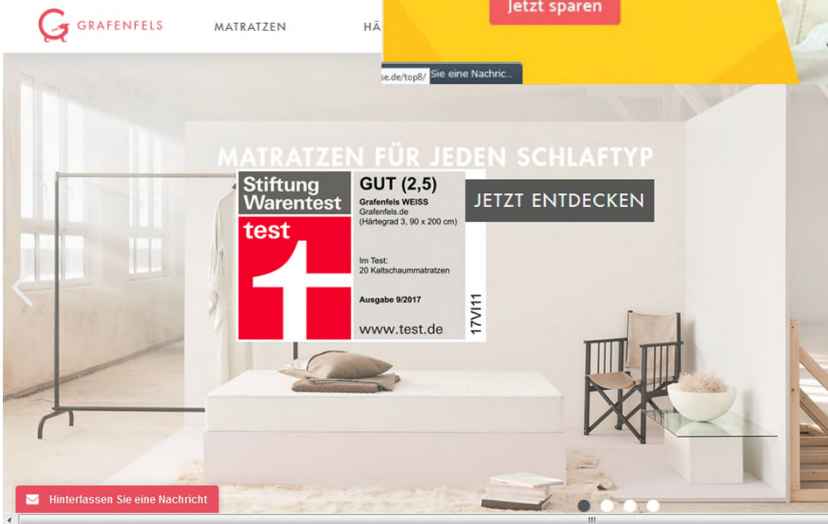 Jetzt sparen
GRAFENFELS
MATRATZEN
HÄ
se.de/top8/
Sie eine Nachric...
MATRATZEN FÜR JEDEN SCHLAFTYP
Stiftung
Warentest
test
GUT (2,5)
Grafenfels WEISS
Grafenfels.de
(Härtegrad 3, 90 x 200 cm)
Im Test:
20 Kaltschaummatratzen
Ausgabe 9/2017
www.test.de
17VI11
JETZT ENTDECKEN
Hinterlassen Sie eine Nachricht